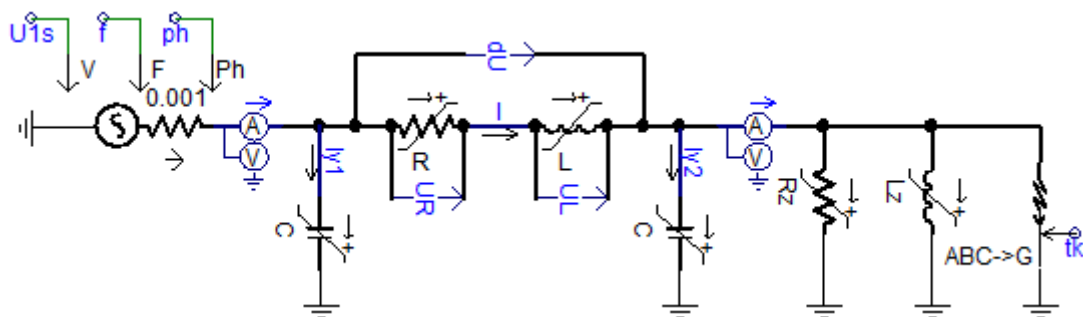 U1s f ph
V F Ph
dU
0.001
A I A
V R L V
Iy1 Iy2 Rz Lz
UR UL
C C
ABC->G tk